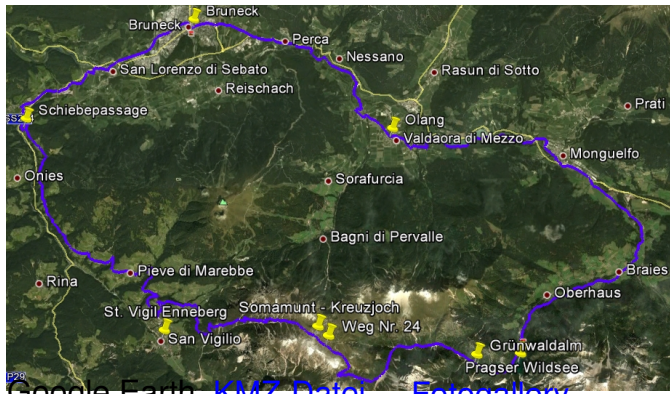 Bruneck
Bruneck
Perca
Nessano
San Lorenzo di Sebato
Rasun di Sotto
Reischach
Prati
Schiebepassage
Olang
Valdaora di Mezzo
Monguelfo
Onies
Sorafurcia
Bagni di Pervalle
Pieve di Marebbe
Braies
Rina
Oberhaus
St. Vigil Enneberg
Somamunt - Kreuzjoch
Weg Nr. 24
San Vigilio
Grünwaldalm
Pragser Wildsee
Google Earth KMZ-Datei Fotogallery